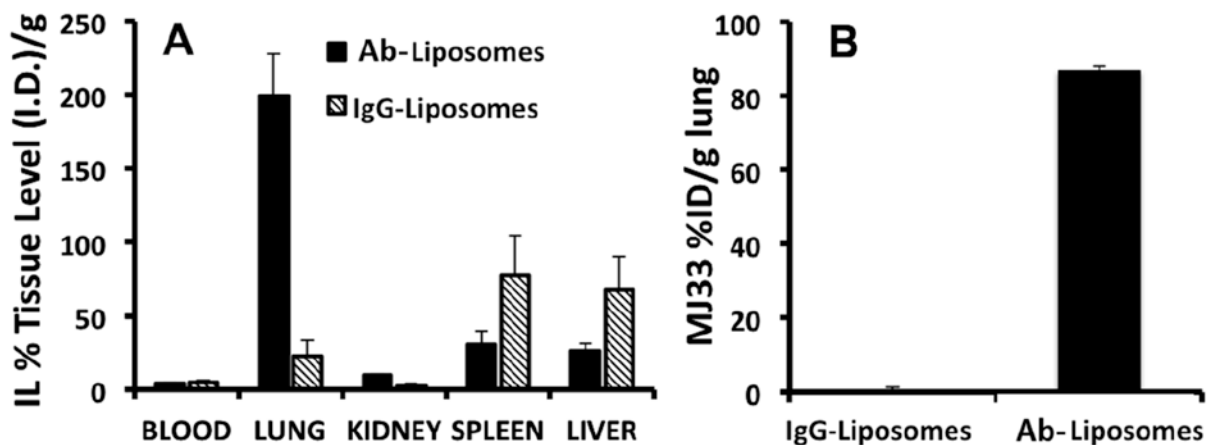 A
Ab-Liposomes
IgG-Liposomes
IL % Tissue Level (I.D.)/g
250
200
150
100
50
0
BLOOD LUNG KIDNEY SPLEEN LIVER
B
MJ33 %ID/g lung
100
80
60
40
20
0
IgG-Liposomes Ab-Liposomes